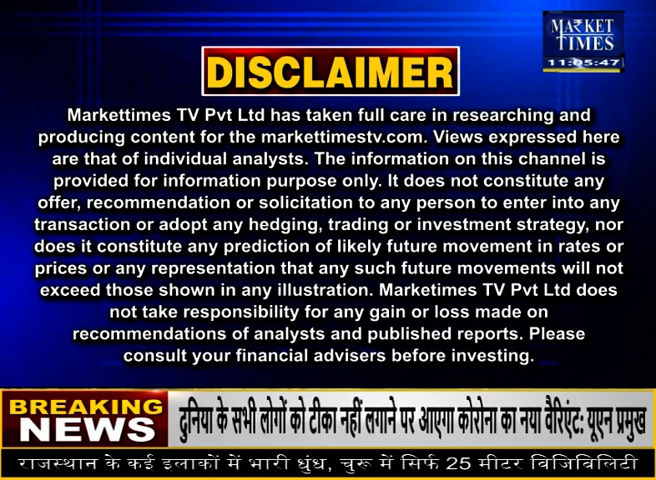 MARKET
TIMES
11:05:47
DISCLAIMER
Markettimes TV Pvt Ltd has taken full care in researching and
producing content for the markettimestv.com. Views expressed here
are that of individual analysts. The information on this channel is
provided for information purpose only. It does not constitute any
offer, recommendation or solicitation to any person to enter into any
transaction or adopt any hedging, trading or investment strategy, nor
does it constitute any prediction of likely future movement in rates or
prices or any representation that any such future movements will not
exceed those shown in any illustration. Marketimes TV Pvt Ltd does
not take responsibility for any gain or loss made on
recommendations of analysts and published reports. Please
consult your financial advisers before investing.
BREAKING
NEWS
दुनिया के सभी लोगों को टीका नहीं लगाने पर आएगा कोरोना का नया वैरिएंट: यूएन प्रमुख
राजस्थान के कई इलाकों में भारी धुंध, चुरू में सिर्फ 25 मीटर विजिबिलिटी